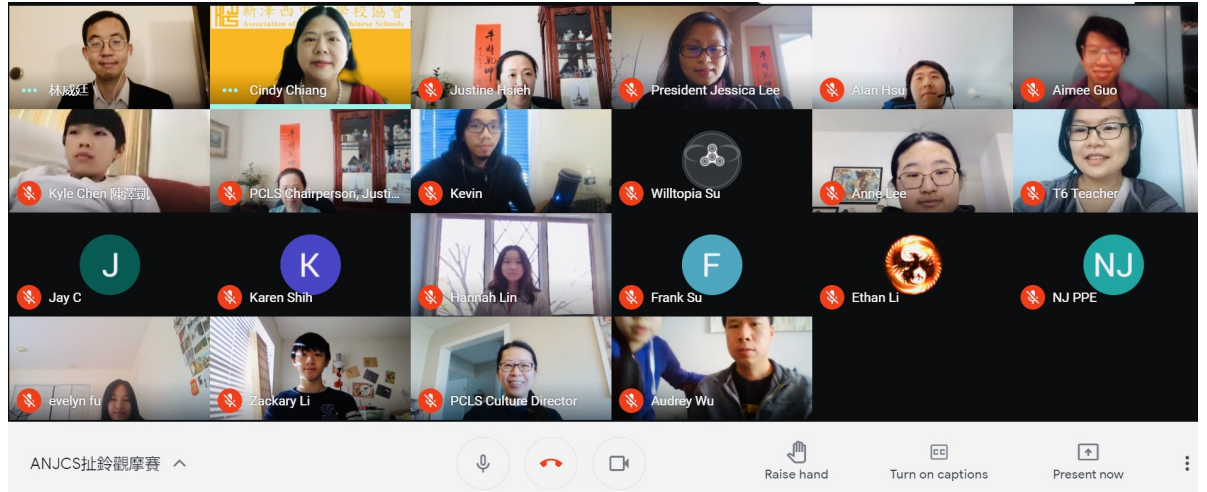 新澤西
學校協會
Association of
Chinese Schools
林威廷
Cindy Chiang
Justine Hsieh
President Jessica Lee
Alan Hsu
Aimee Guo
Kyle Chen 陳澤凱
PCLS Chairperson, Justi...
Kevin
Willtopia Su
Anne Lee
T6 Teacher
J
Jay C
K
Karen Shih
Hannah Lin
F
Frank Su
Ethan Li
NJ
NJ PPE
evelyn fu
Zackary Li
PCLS Culture Director
Audrey Wu
ANJCS扯鈴觀摩賽
Raise hand
CC
Turn on captions
Present now